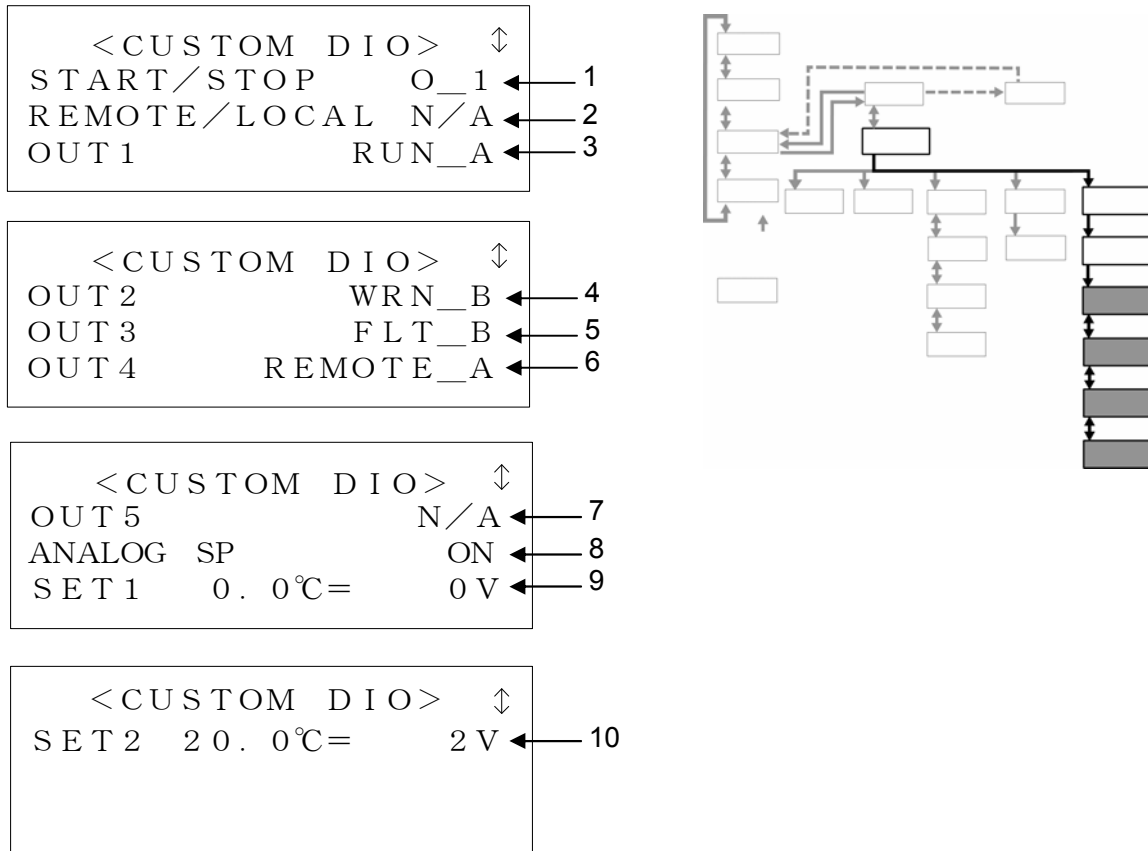 <CUSTOM DIO> ↕
START／STOP O_1 1
REMOTE／LOCAL N／A 2
OUT1 RUN_A 3
<CUSTOM DIO> ↕
OUT2 WRN_B 4
OUT3 FLT_B 5
OUT4 REMOTE_A 6
<CUSTOM DIO> ↕
OUT5 N／A 7
ANALOG SP ON 8
SET1 0.0℃= 0V 9
<CUSTOM DIO> ↕
SET2 20.0℃= 2V 10